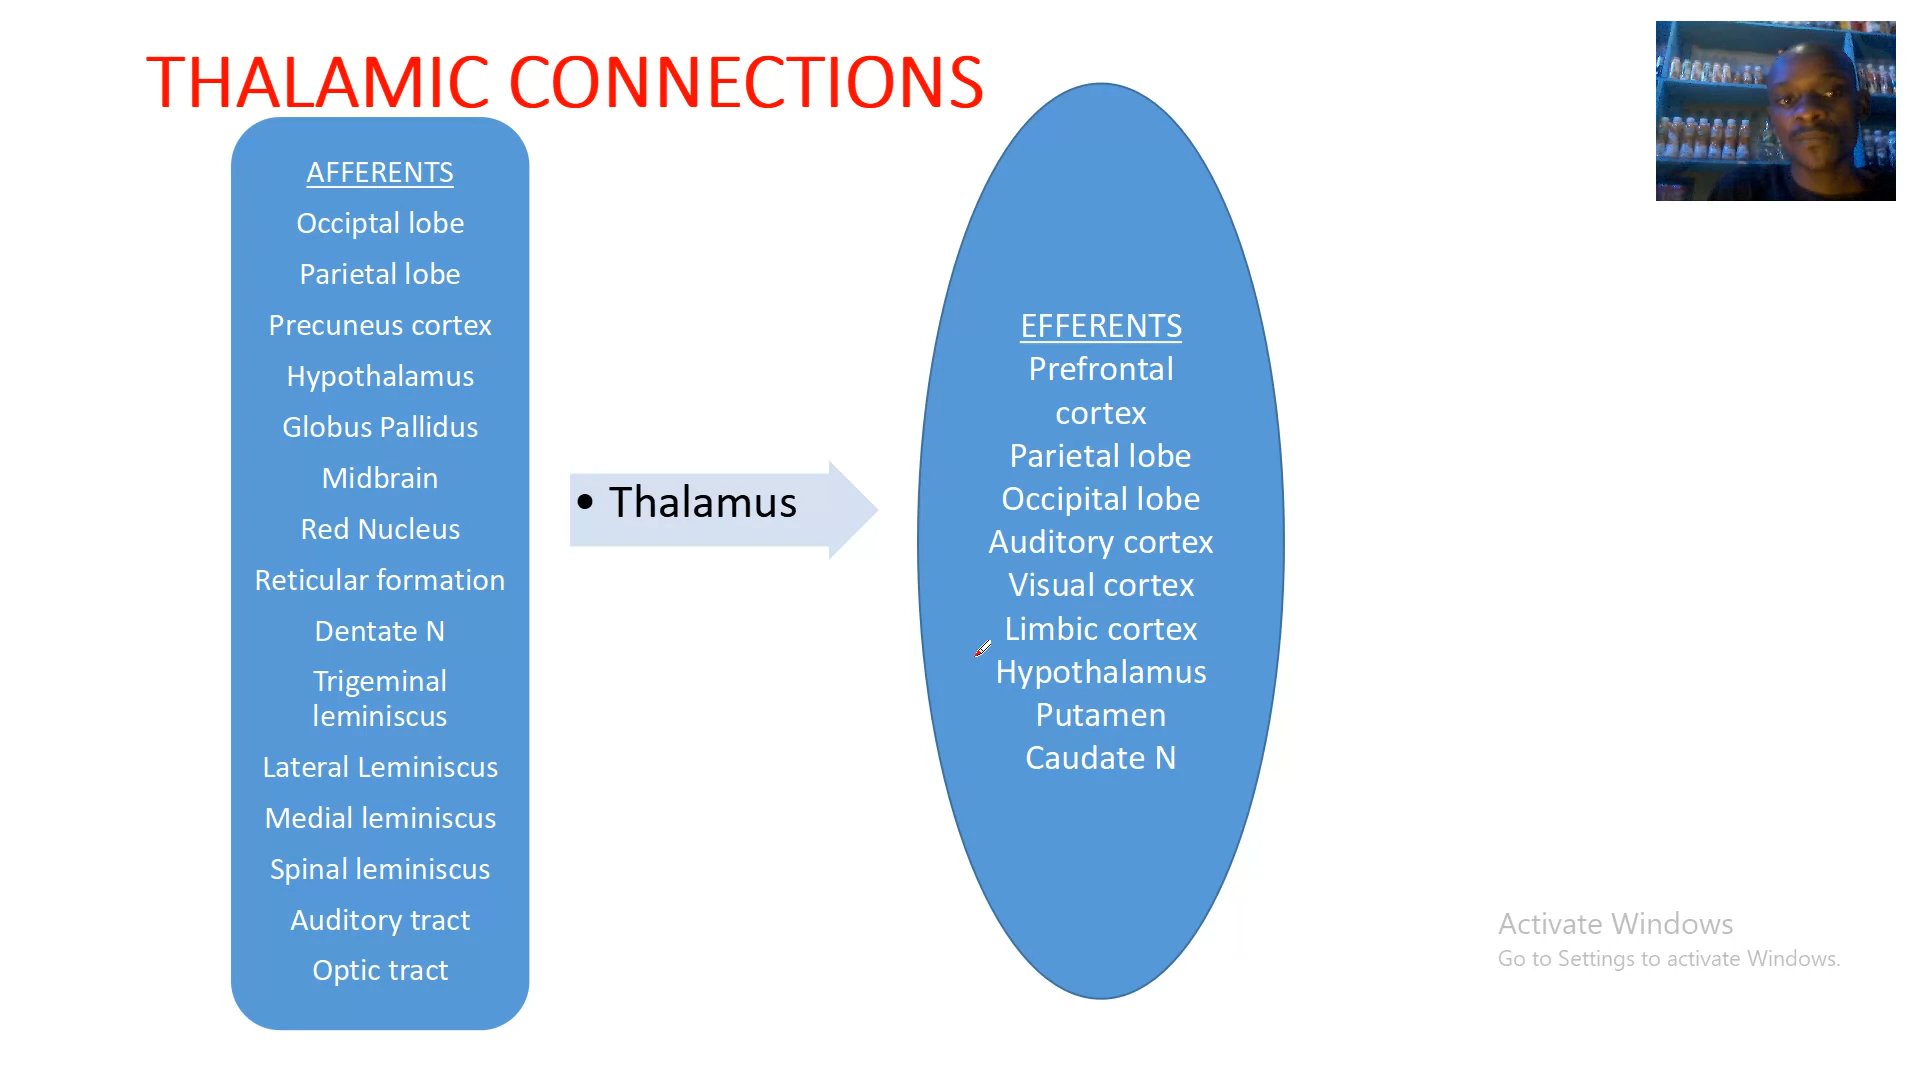 THALAMIC CONNECTIONS
AFFERENTS
Occiptal lobe
Parietal lobe
Precuneus cortex
Hypothalamus
Globus Pallidus
Midbrain
Red Nucleus
Reticular formation
Dentate N
Trigeminal
leminiscus
Lateral Leminiscus
Medial leminiscus
Spinal leminiscus
Auditory tract
Optic tract
• Thalamus
EFFERENTS
Prefrontal
cortex
Parietal lobe
Occipital lobe
Auditory cortex
Visual cortex
Limbic cortex
Hypothalamus
Putamen
Caudate N
Activate Windows
Go to Settings to activate Windows.